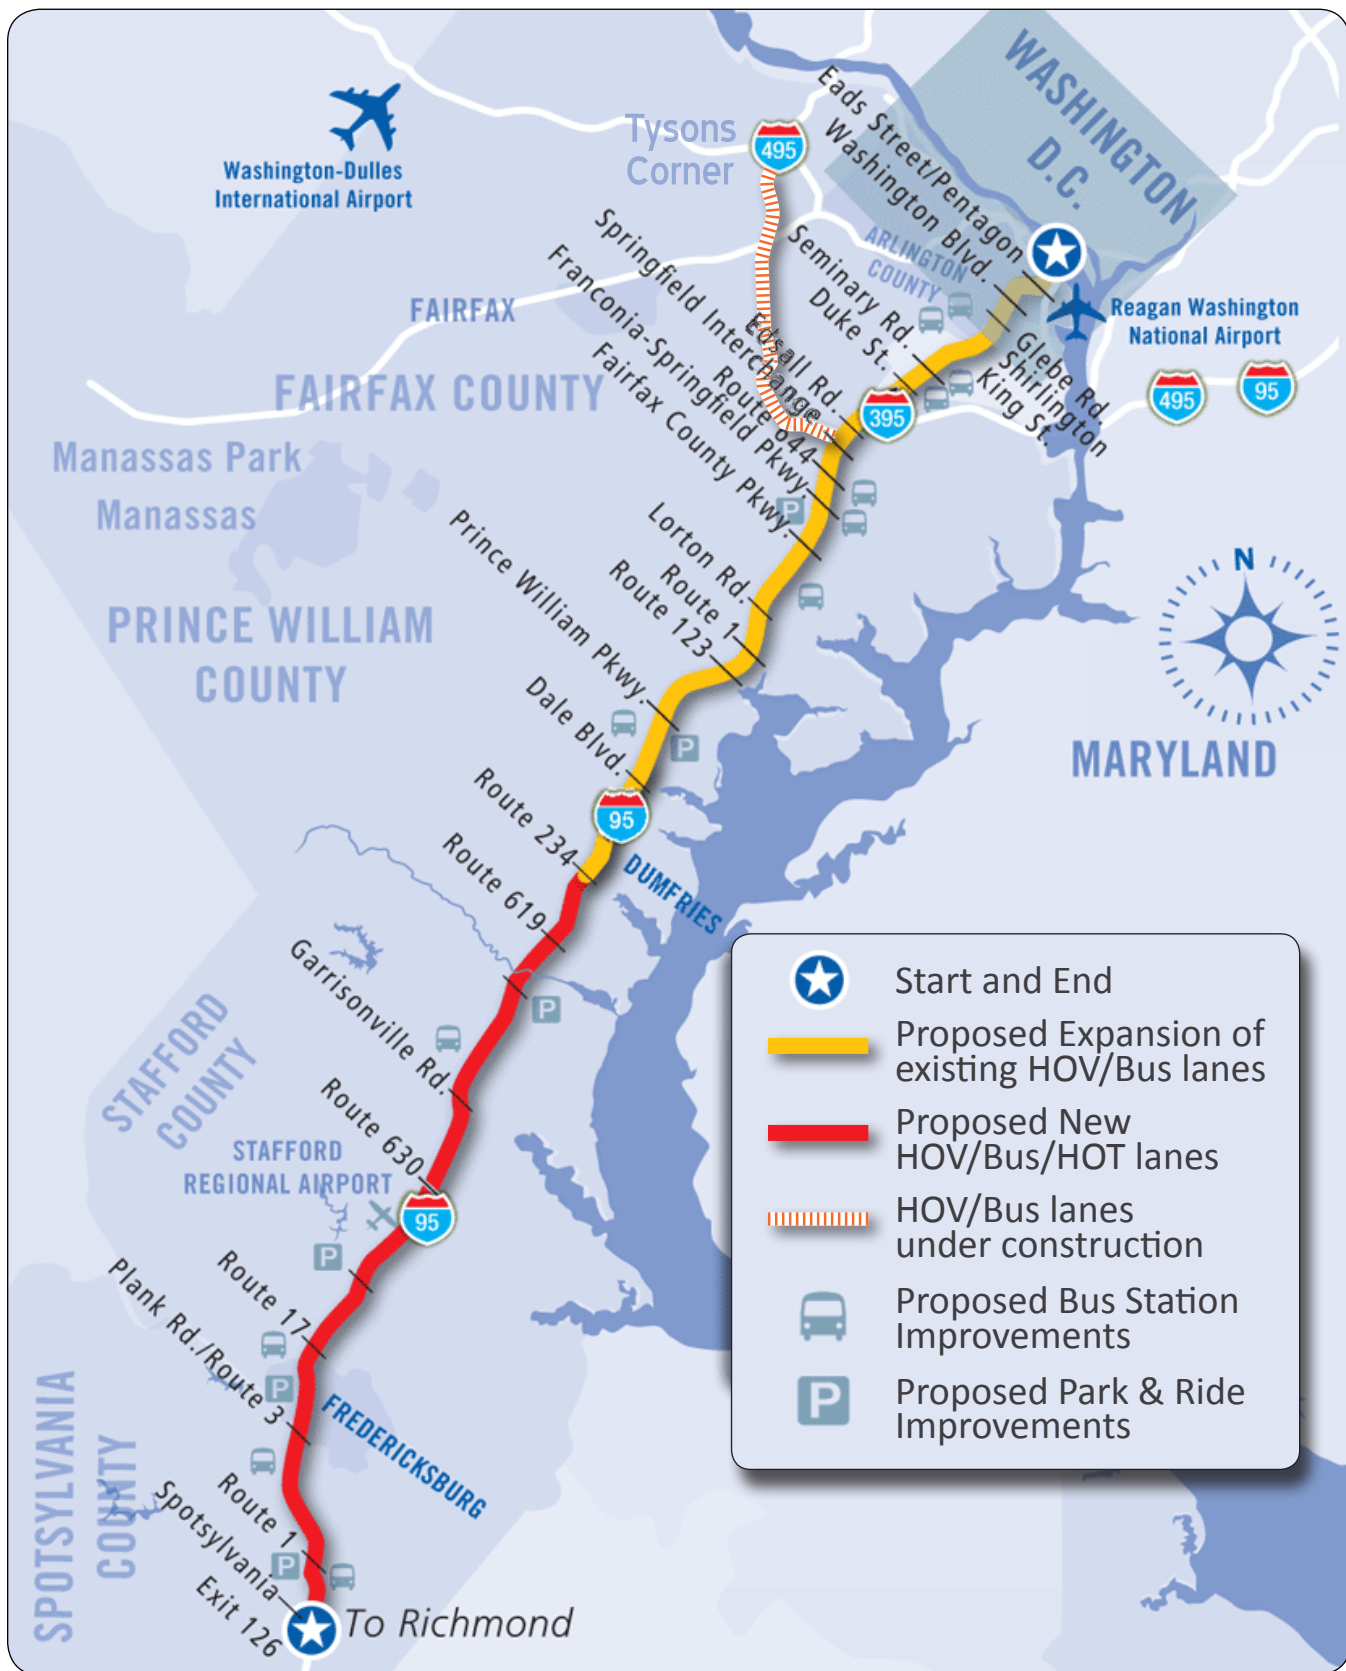 WASHINGTON
D.C.
Tysons
Corner
495
Washington-Dulles
International Airport
Eads Street/Pentagon
Washington Blvd.
ARLINGTON
COUNTY
Seminary Rd.
Duke St.
Springfield Interchange
Edsall Rd.
Franconia-Springfield Pkwy.
Route 644
Fairfax County Pkwy.
Reagan Washington
National Airport
Glebe Rd.
Shirlington
King St.
395
495
95
FAIRFAX
FAIRFAX COUNTY
Manassas Park
Manassas
P
Prince William Pkwy.
Lorton Rd.
Route 1
Route 123
N
PRINCE WILLIAM
COUNTY
Dale Blvd.
P
MARYLAND
Route 234
95
Route 619
DUMFRIES
Garrisonville Rd.
P
STAFFORD
COUNTY
Route 630
STAFFORD
REGIONAL AIRPORT
95
P
Route 17
Plank Rd./Route 3
P
FREDERICKSBURG
SPOTSYLVANIA
COUNTY
Route 1
P
Spotsylvania
Exit 126
To Richmond
Start and End
Proposed Expansion of
existing HOV/Bus lanes
Proposed New
HOV/Bus/HOT lanes
HOV/Bus lanes
under construction
Proposed Bus Station
Improvements
P
Proposed Park & Ride
Improvements